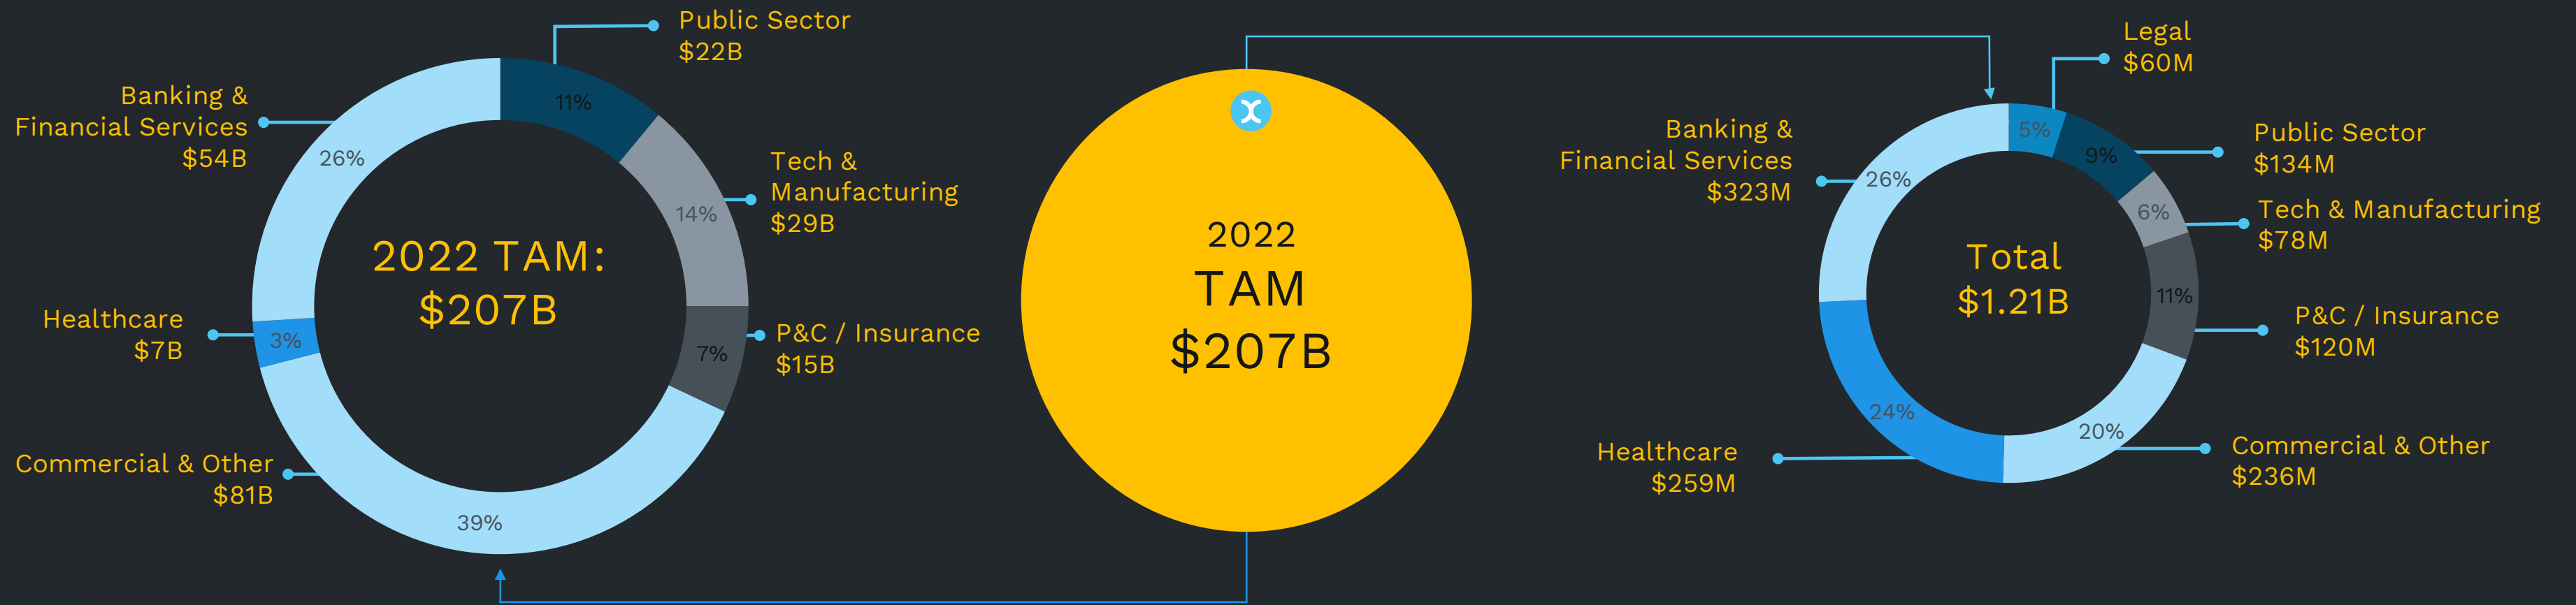 Public Sector
$22B
11%
Banking &
Financial Services
$54B
26%
Tech &
Manufacturing
$29B
14%
2022 TAM:
$207B
Healthcare
$7B
3%
P&C / Insurance
$15B
7%
Commercial & Other
$81B
39%
2022
TAM
$207B
Legal
$60M
5%
Banking &
Financial Services
$323M
26%
Public Sector
$134M
9%
Tech & Manufacturing
$78M
6%
Total
$1.21B
P&C / Insurance
$120M
11%
Healthcare
$259M
24%
Commercial & Other
$236M
20%